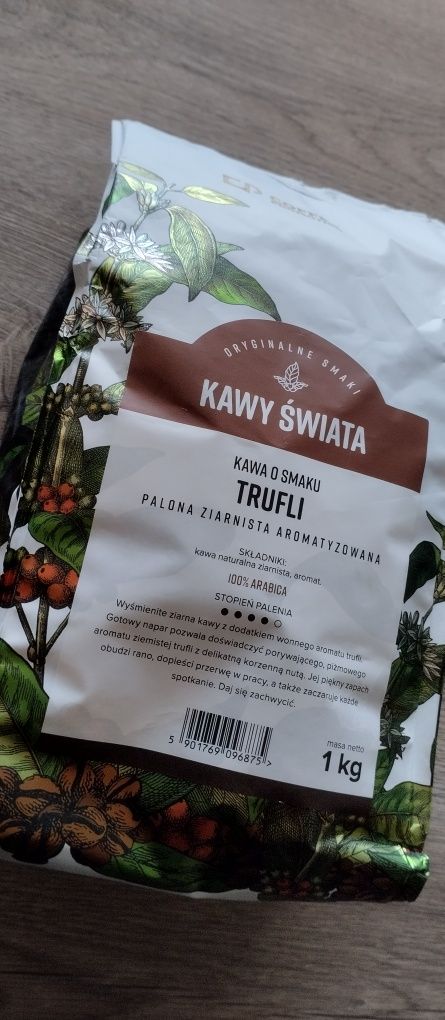 ORYGINALNE SMAKI
KAWY ŚWIATA
KAWA O SMAKU
TRUFLI
PALONA ZIARNISTA AROMATYZOWANA
SKŁADNIKI:
kawa naturalna ziarnista, aromat.
100% ARABICA
STOPIEŃ PALENIA
Wyśmienite ziarna kawy z dodatkiem wonnego aromatu trufli.
Gotowy napar pozwala doświadczyć porywającego, piżmowego
aromatu ziemistej trufli z delikatną korzenną nutą. Jej piękny zapach
obudzi rano, dopieści przerwę w pracy, a także zaczaruje każde
spotkanie. Daj się zachwycić.
5 901769 096875 >
masa netto
1 kg